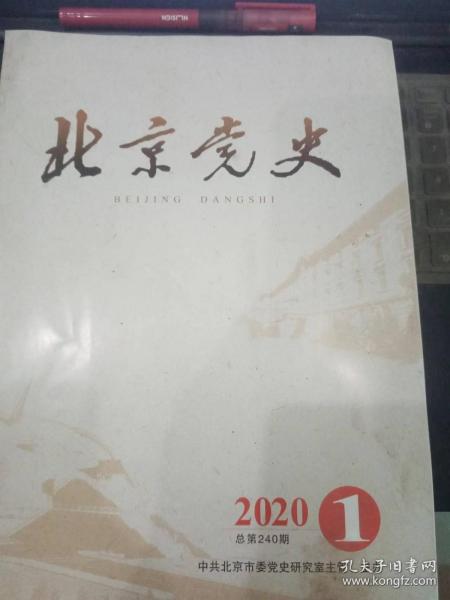 HILIDEN
北京党史
BEIJING DANGSHI
2020
1
总第240期
中共北京市委党史研究室主
孔夫子旧书网
www.kongfz.com